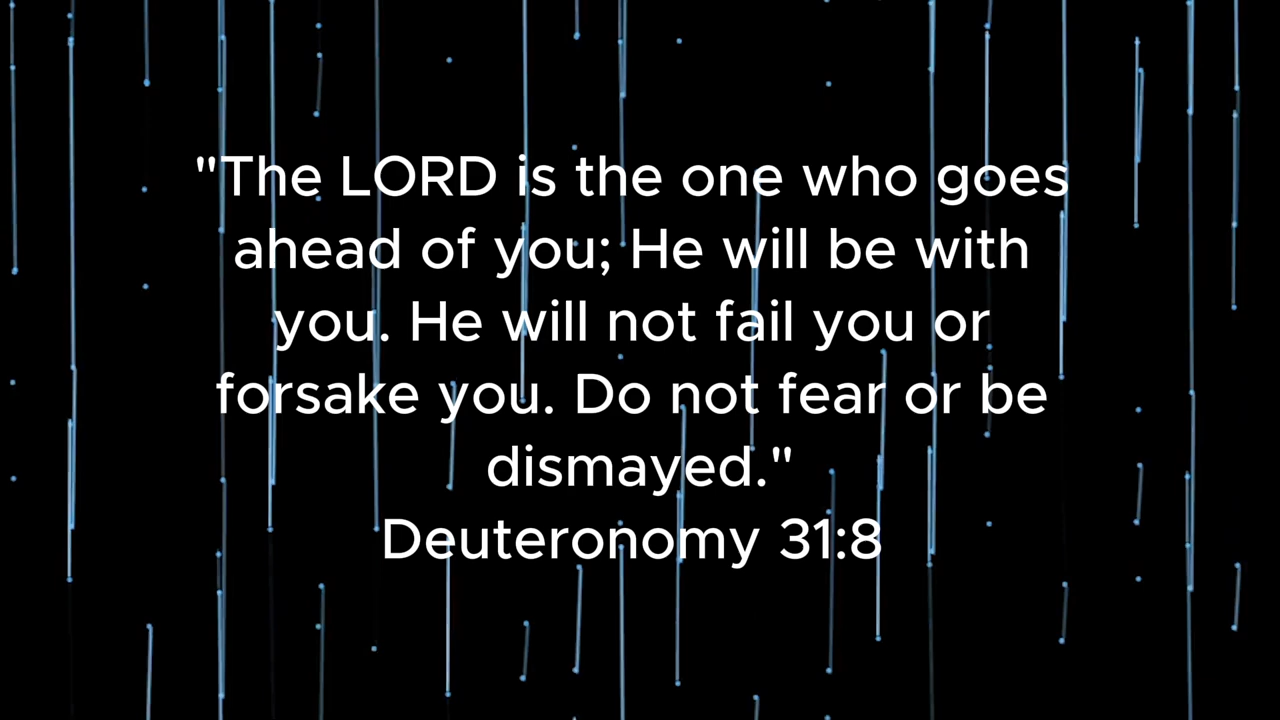 "The LORD is the one who goes
ahead of you; He will be with
you. He will not fail you or
forsake you. Do not fear or be
dismayed."
Deuteronomy 31:8